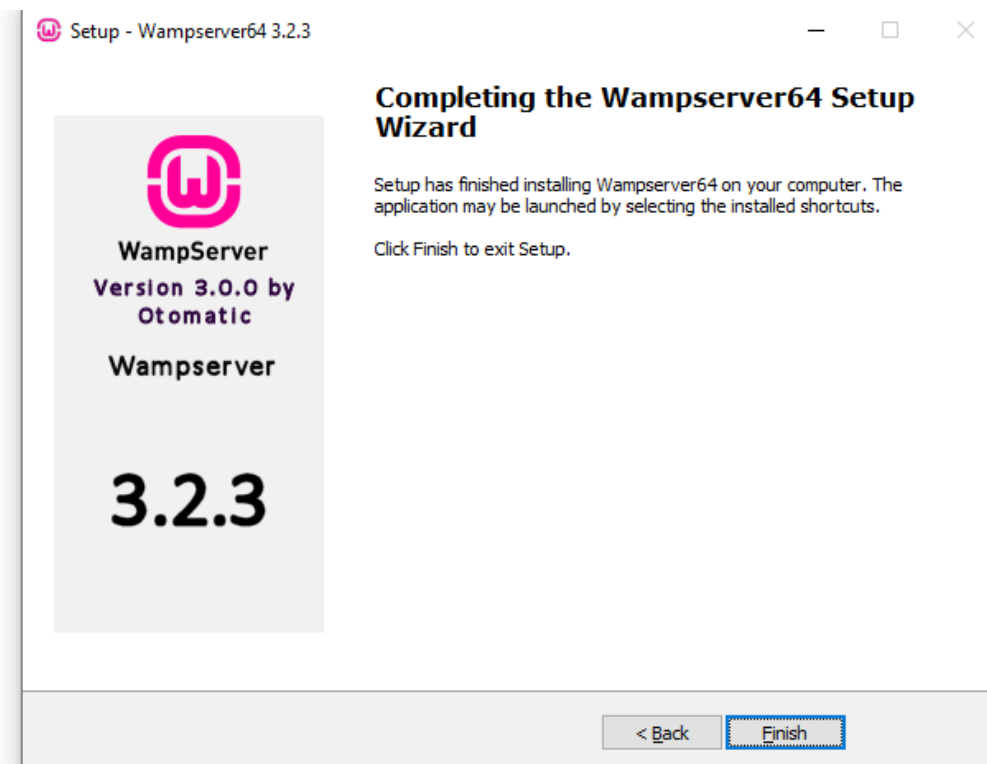 Setup - Wampserver64 3.2.3
Completing the Wampserver64 Setup
Wizard
Setup has finished installing Wampserver64 on your computer. The
application may be launched by selecting the installed shortcuts.
Click Finish to exit Setup.
WampServer
Version 3.0.0 by
Otomatic
Wampserver
3.2.3
< Back
Finish